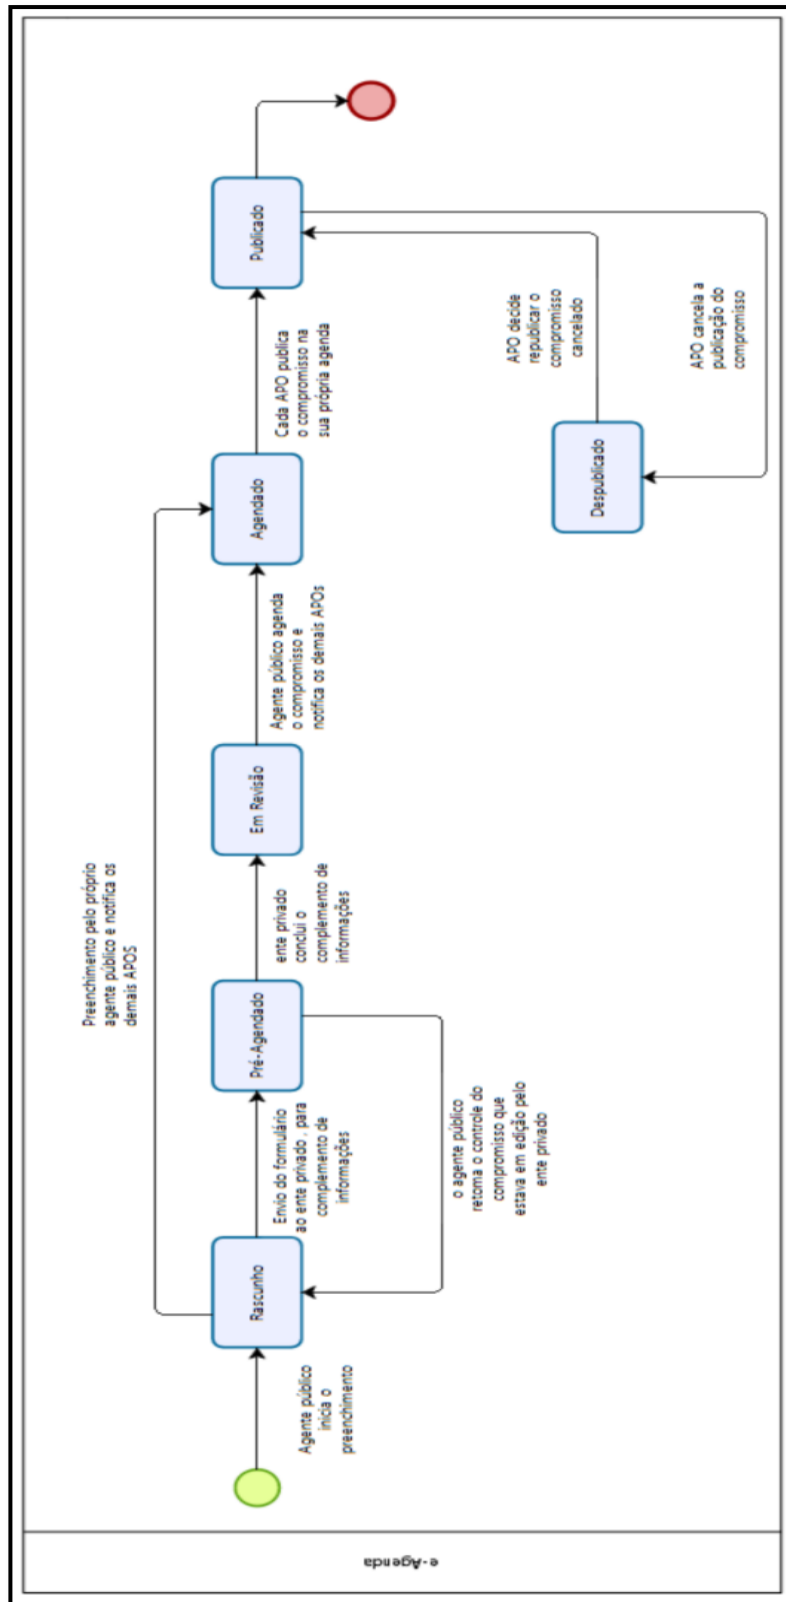 e-Agenda
Agente público
inicia o
preenchimento
Rascunho
Preenchimento pelo próprio
agente público e notifica os
demais APOS
Envio do formulário
ao ente privado , para
complemento de
informações
Pré-Agendado
o agente público
retoma o controle do
compromisso que
estava em edição pelo
ente privado
ente privado
conclui o
complemento de
informações
Em Revisão
Agente público agenda
o compromisso e
notifica os demais APOs
Agendado
Cada APO publica
o compromisso na
sua própria agenda
Publicado
Despublicado
APO decide
republicar o
compromisso
cancelado
APO cancela a
publicação do
compromisso